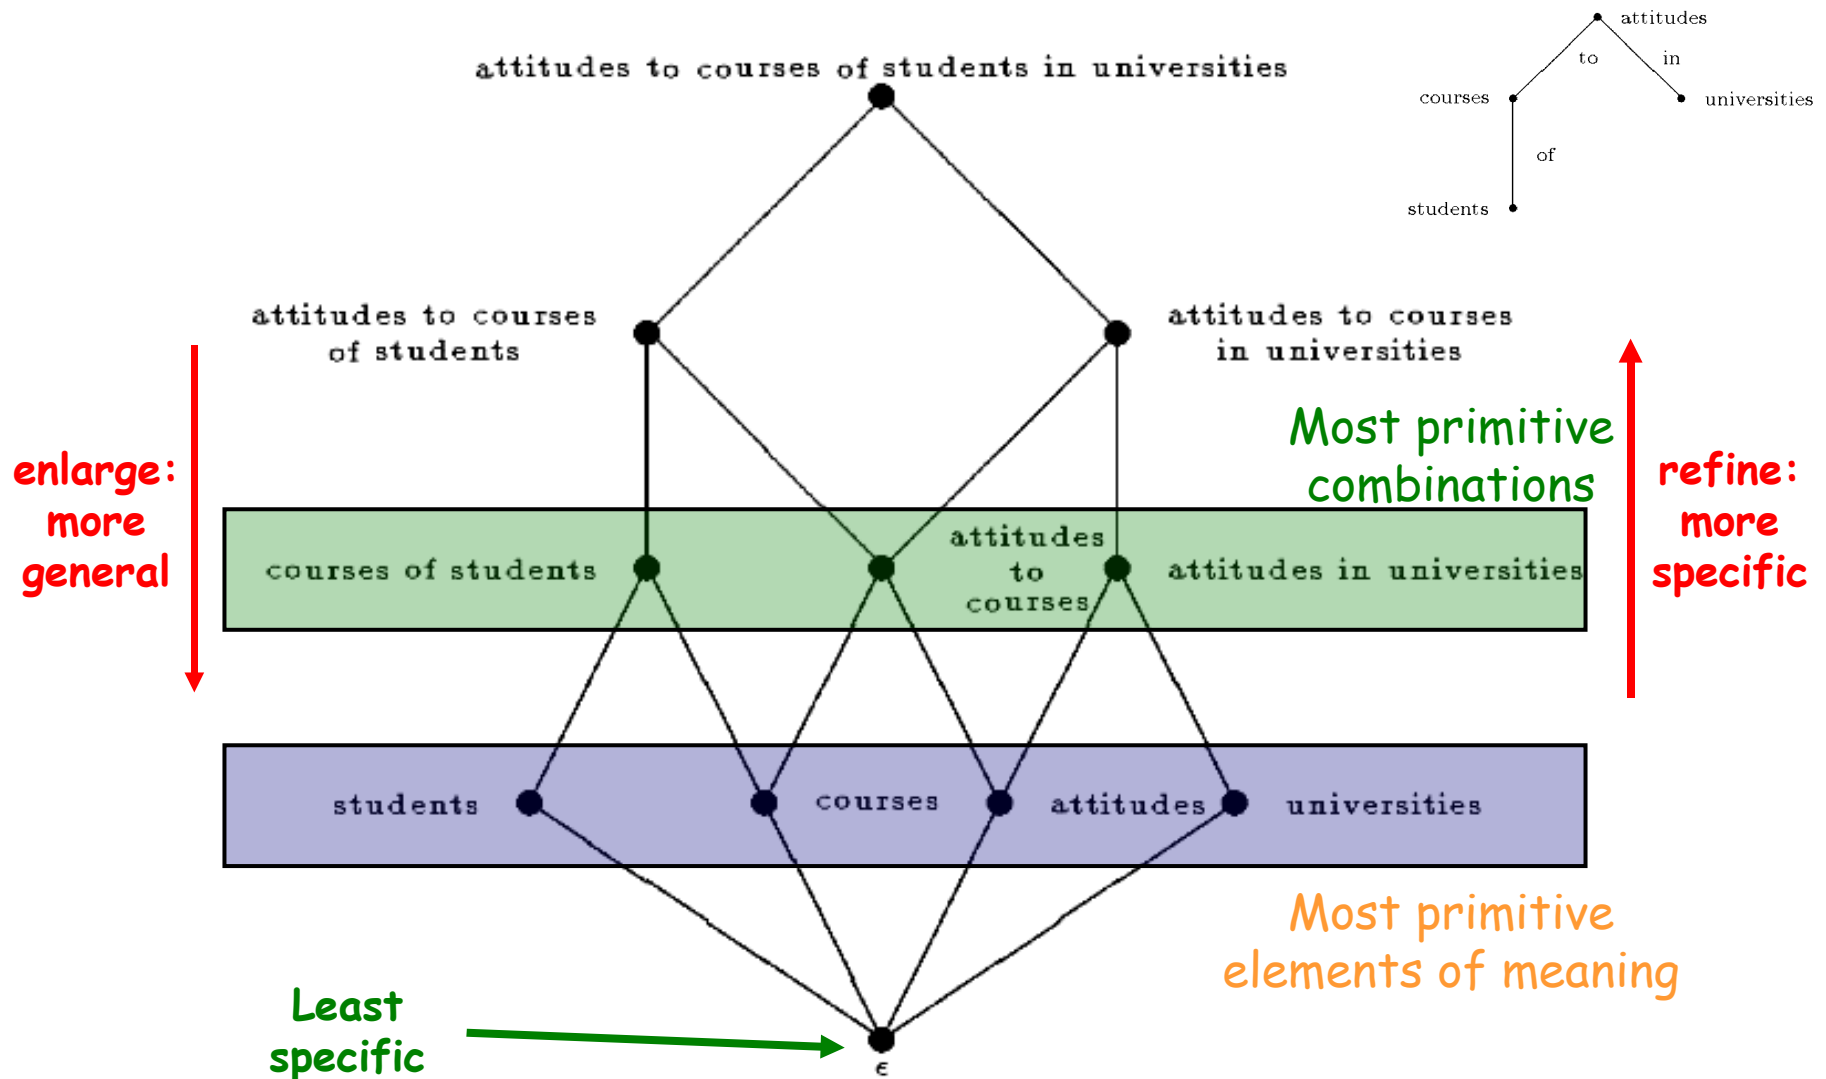 attitudes
to
in
courses
universities
of
students
attitudes to courses of students in universities
attitudes to courses
of students
attitudes to courses
in universities
enlarge:
more
general
Most primitive
combinations
refine:
more
specific
courses of students
attitudes
to
courses
attitudes in universities
students
courses
attitudes
universities
Most primitive
elements of meaning
Least
specific
ϵ